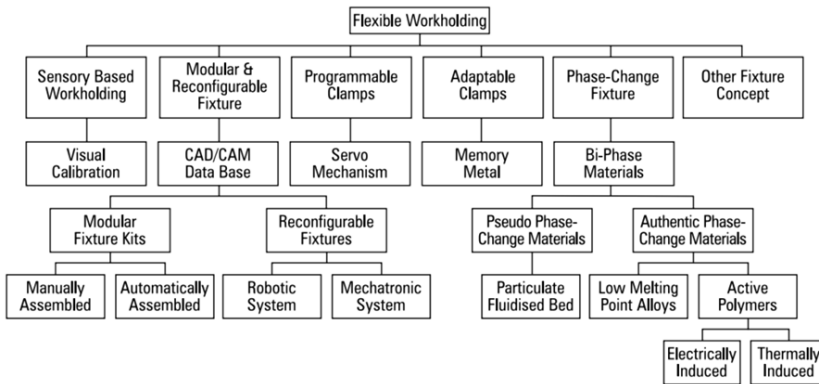 Flexible Workholding
Sensory Based
Workholding
Modular &
Reconfigurable
Fixture
Programmable
Clamps
Adaptable
Clamps
Phase-Change
Fixture
Other Fixture
Concept
Visual
Calibration
CAD/CAM
Data Base
Servo
Mechanism
Memory
Metal
Bi-Phase
Materials
Modular
Fixture Kits
Reconfigurable
Fixtures
Pseudo Phase-
Change Materials
Authentic Phase-
Change Materials
Manually
Assembled
Automatically
Assembled
Robotic
System
Mechatronic
System
Particulate
Fluidised Bed
Low Melting
Point Alloys
Active
Polymers
Electrically
Induced
Thermally
Induced